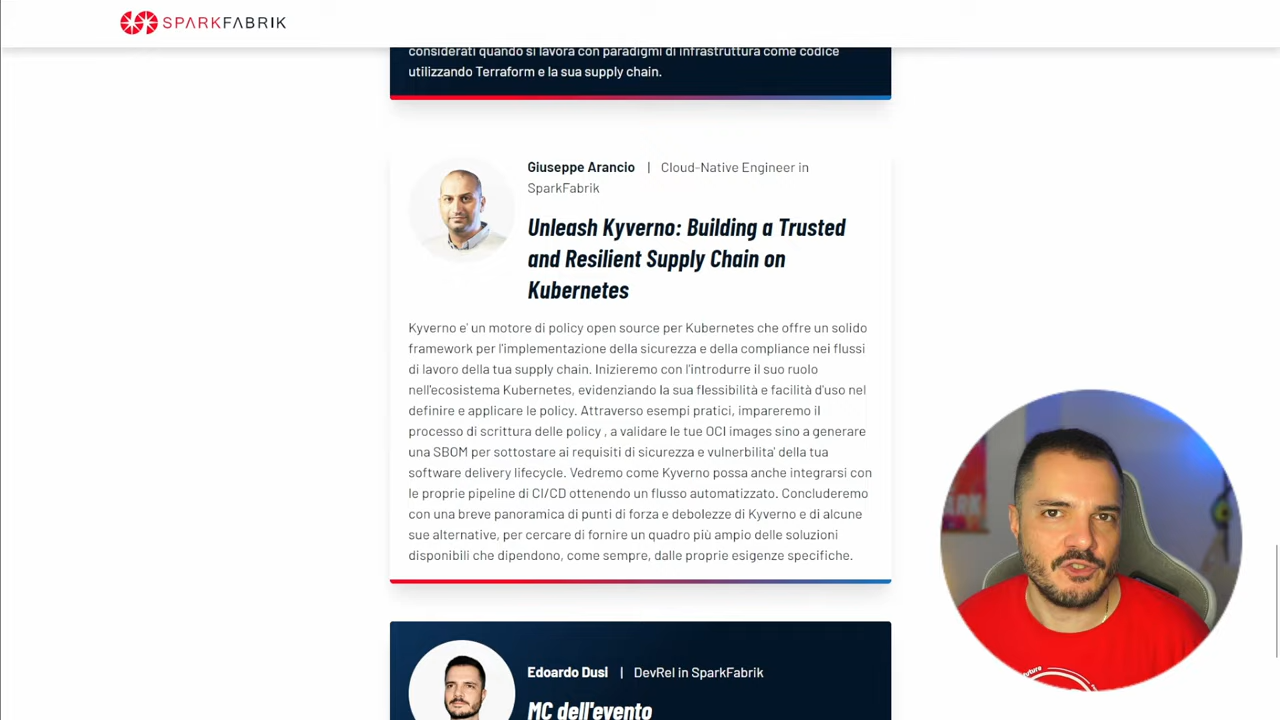 SPARKFABRIK
considerati quando si lavora con paradigmi di infrastruttura come codice
utilizzando Terraform e la sua supply chain.
Giuseppe Arancio | Cloud-Native Engineer in
SparkFabrik
Unleash Kyverno: Building a Trusted
and Resilient Supply Chain on
Kubernetes
Kyverno e' un motore di policy open source per Kubernetes che offre un solido
framework per l'implementazione della sicurezza e della compliance nei flussi
di lavoro della tua supply chain. Inizieremo con l'introdurre il suo ruolo
nell'ecosistema Kubernetes, evidenziando la sua flessibilità e facilità d'uso nel
definire e applicare le policy. Attraverso esempi pratici, impareremo il
processo di scrittura delle policy , a validare le tue OCI images sino a generare
una SBOM per sottostare ai requisiti di sicurezza e vulnerbilita' della tua
software delivery lifecycle. Vedremo come Kyverno possa anche integrarsi con
le proprie pipeline di CI/CD ottenendo un flusso automatizzato. Concluderemo
con una breve panoramica di punti di forza e debolezze di Kyverno e di alcune
sue alternative, per cercare di fornire un quadro più ampio delle soluzioni
disponibili che dipendono, come sempre, dalle proprie esigenze specifiche.
Edoardo Dusi | DevRel in SparkFabrik
MC dell'evento